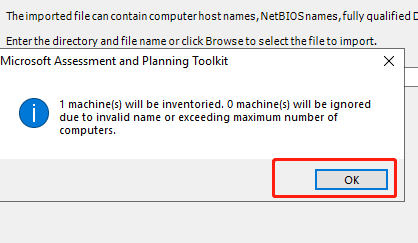 The imported file can contain computer host names, NetBIOS names, fully qualified D
Enter the directory and file name or click Browse to select the file to import.
Microsoft Assessment and Planning Toolkit
1 machine(s) will be inventoried. 0 machine(s) will be ignored
due to invalid name or exceeding maximum number of
computers.
OK